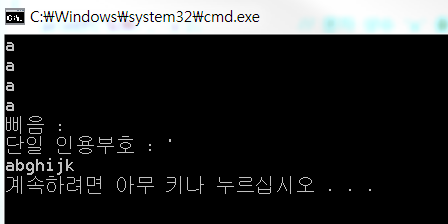 C:₩Windows₩system32₩cmd.exe
a
a
a
a
삐음 :
단일 인용부호 : '
abghijk
계속하려면 아무 키나 누르십시오 . . .